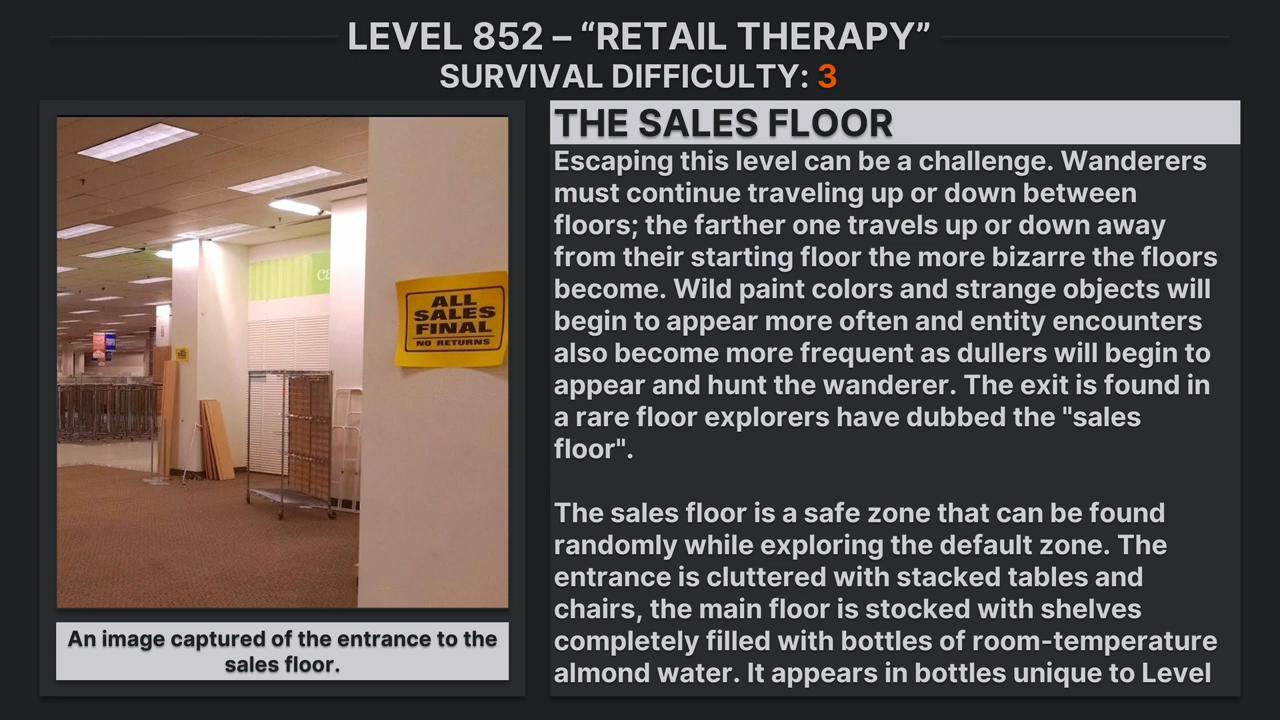 LEVEL 852 – “RETAIL THERAPY”
SURVIVAL DIFFICULTY: 3
ALL
SALES
FINAL
NO RETURNS
An image captured of the entrance to the
sales floor.
THE SALES FLOOR
Escaping this level can be a challenge. Wanderers
must continue traveling up or down between
floors; the farther one travels up or down away
from their starting floor the more bizarre the floors
become. Wild paint colors and strange objects will
begin to appear more often and entity encounters
also become more frequent as dullers will begin to
appear and hunt the wanderer. The exit is found in
a rare floor explorers have dubbed the "sales
floor".
The sales floor is a safe zone that can be found
randomly while exploring the default zone. The
entrance is cluttered with stacked tables and
chairs, the main floor is stocked with shelves
completely filled with bottles of room-temperature
almond water. It appears in bottles unique to Level